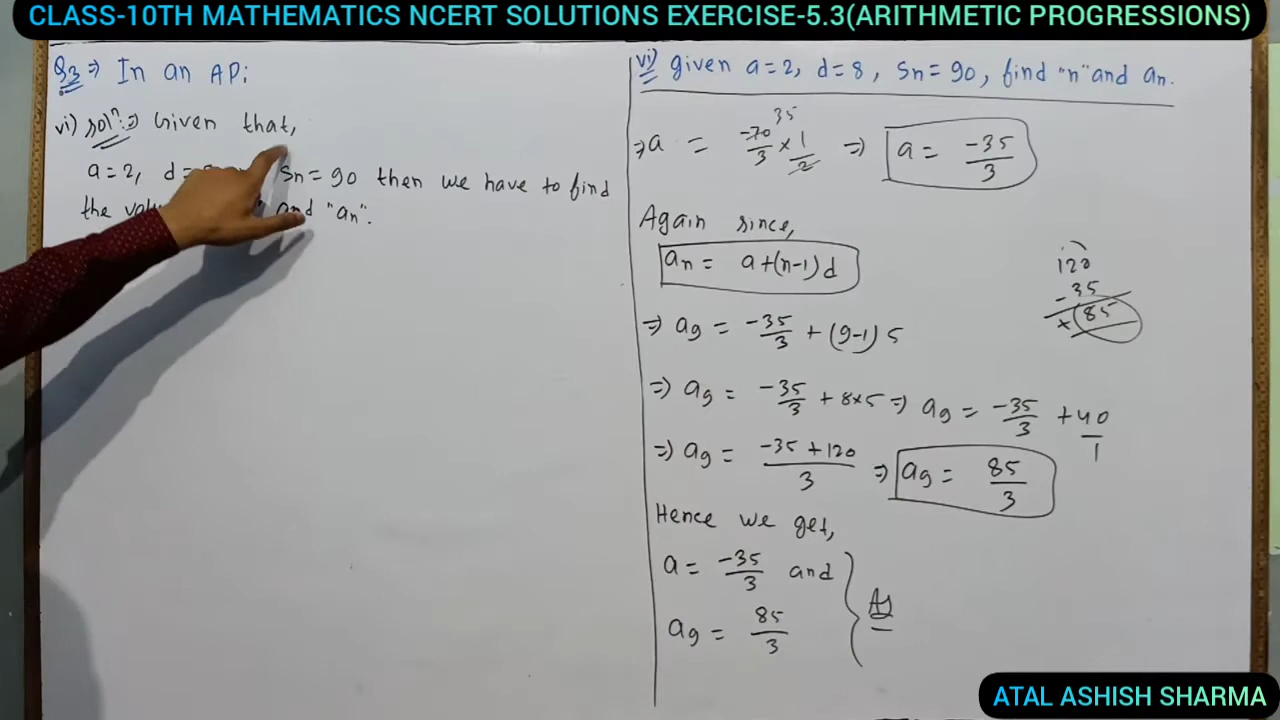 CLASS-10TH MATHEMATICS NCERT SOLUTIONS EXERCISE-5.3(ARITHMETIC PROGRESSIONS)
Q3⇒ In an AP:
vi) solⁿ:⇒ Given that,
a=2, d= Sn=90 then we have to find
the and "an".
vi) given a=2, d=8, Sn=90, find "n" and an.
⇒ a = -70/3 × 1/2 35 ⇒ a = -35/3
Again since,
an = a+(n-1)d
⇒ a9 = -35/3 + (9-1) 5
⇒ a9 = -35/3 + 8×5 ⇒ a9 = -35/3 + 40/1
⇒ a9 = -35+120/3 ⇒ a9 = 85/3
120
-35
×85
Hence we get,
a = -35/3 and
a9 = 85/3
ATAL ASHISH SHARMA